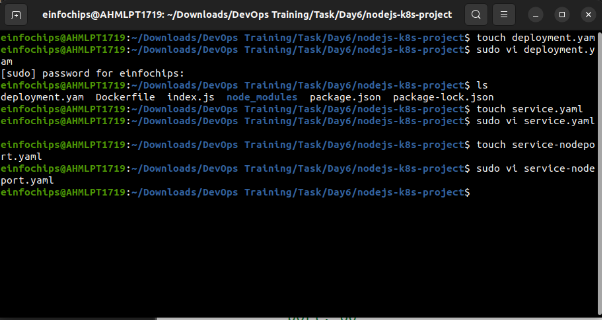 einfochips@AHMLPT1719: ~/Downloads/DevOps Training/Task/Day6/nodejs-k8s-project
einfochips@AHMLPT1719:~/Downloads/DevOps Training/Task/Day6/nodejs-k8s-project$ touch deployment.yam
einfochips@AHMLPT1719:~/Downloads/DevOps Training/Task/Day6/nodejs-k8s-project$ sudo vi deployment.y
am
[sudo] password for einfochips:
einfochips@AHMLPT1719:~/Downloads/DevOps Training/Task/Day6/nodejs-k8s-project$ ls
deployment.yam Dockerfile index.js node_modules package.json package-lock.json
einfochips@AHMLPT1719:~/Downloads/DevOps Training/Task/Day6/nodejs-k8s-project$ touch service.yaml
einfochips@AHMLPT1719:~/Downloads/DevOps Training/Task/Day6/nodejs-k8s-project$ sudo vi service.yaml
einfochips@AHMLPT1719:~/Downloads/DevOps Training/Task/Day6/nodejs-k8s-project$ touch service-nodepo
rt.yaml
einfochips@AHMLPT1719:~/Downloads/DevOps Training/Task/Day6/nodejs-k8s-project$ sudo vi service-node
port.yaml
einfochips@AHMLPT1719:~/Downloads/DevOps Training/Task/Day6/nodejs-k8s-project$